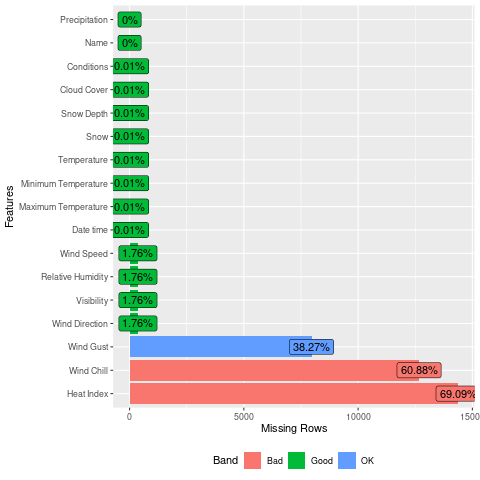 Features
Precipitation 0%
Name 0%
Conditions 0.01%
Cloud Cover 0.01%
Snow Depth 0.01%
Snow 0.01%
Temperature 0.01%
Minimum Temperature 0.01%
Maximum Temperature 0.01%
Date time 0.01%
Wind Speed 1.76%
Relative Humidity 1.76%
Visibility 1.76%
Wind Direction 1.76%
Wind Gust 38.27%
Wind Chill 60.88%
Heat Index 69.09%
0 5000 10000 1500
Missing Rows
Band Bad Good OK